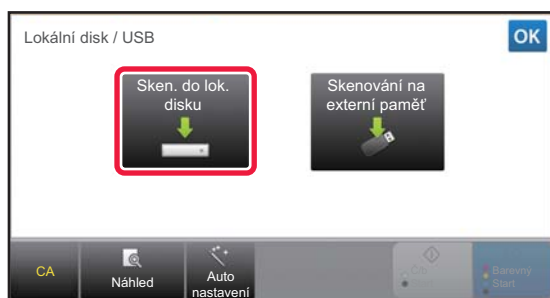 Lokální disk / USB
OK
Sken. do lok.
disku
Skenování na
externí paměť
CA
Náhled
Auto
nastavení
Barevný
Start